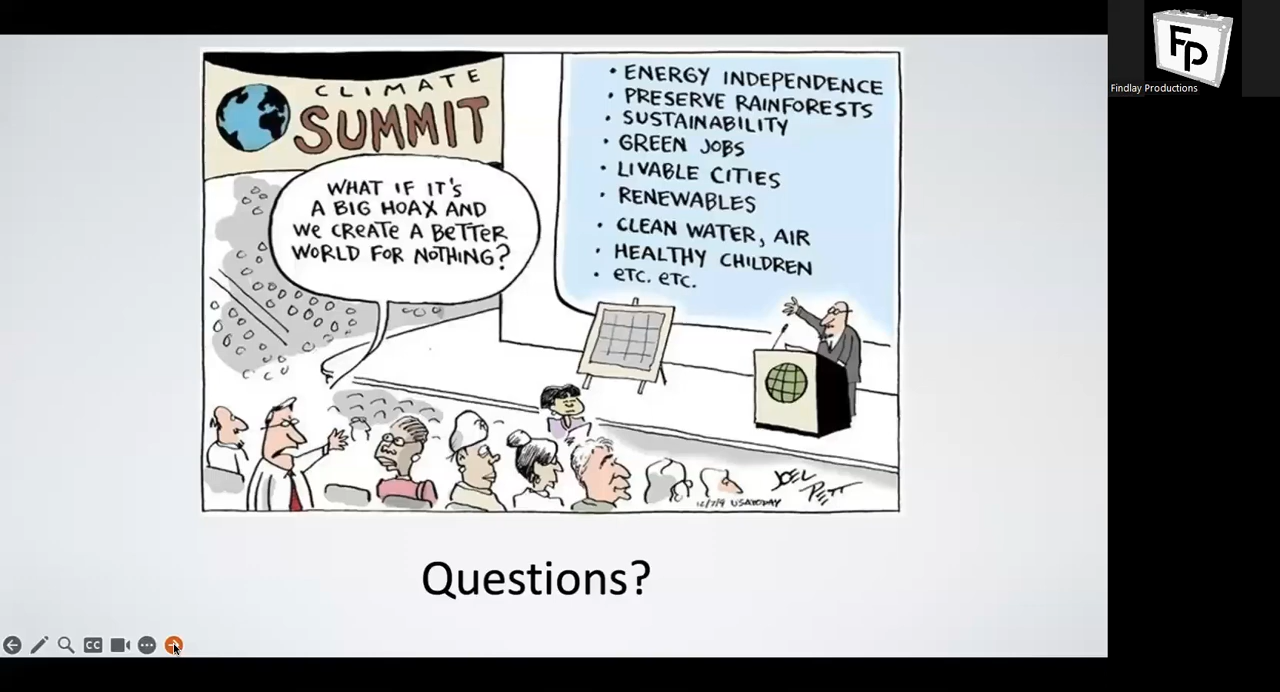 CLIMATE
SUMMIT
WHAT IF IT'S
A BIG HOAX AND
WE CREATE A BETTER
WORLD FOR NOTHING?
• ENERGY INDEPENDENCE
• PRESERVE RAINFORESTS
• SUSTAINABILITY
• GREEN JOBS
• LIVABLE CITIES
• RENEWABLES
• CLEAN WATER, AIR
• HEALTHY CHILDREN
• ETC. ETC.
JOEL
PETT
USA TODAY
Questions?
CC
FP
Findlay Productions